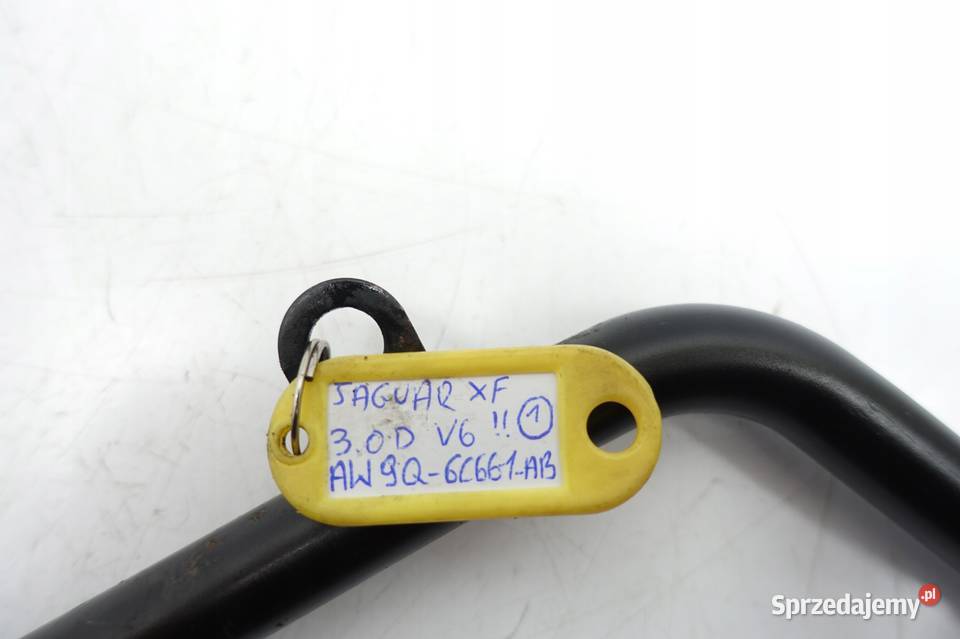 JAGUAR XF
3.0D V6 !! 1
AW9Q-6C661-AB
Sprzedajemy.pl